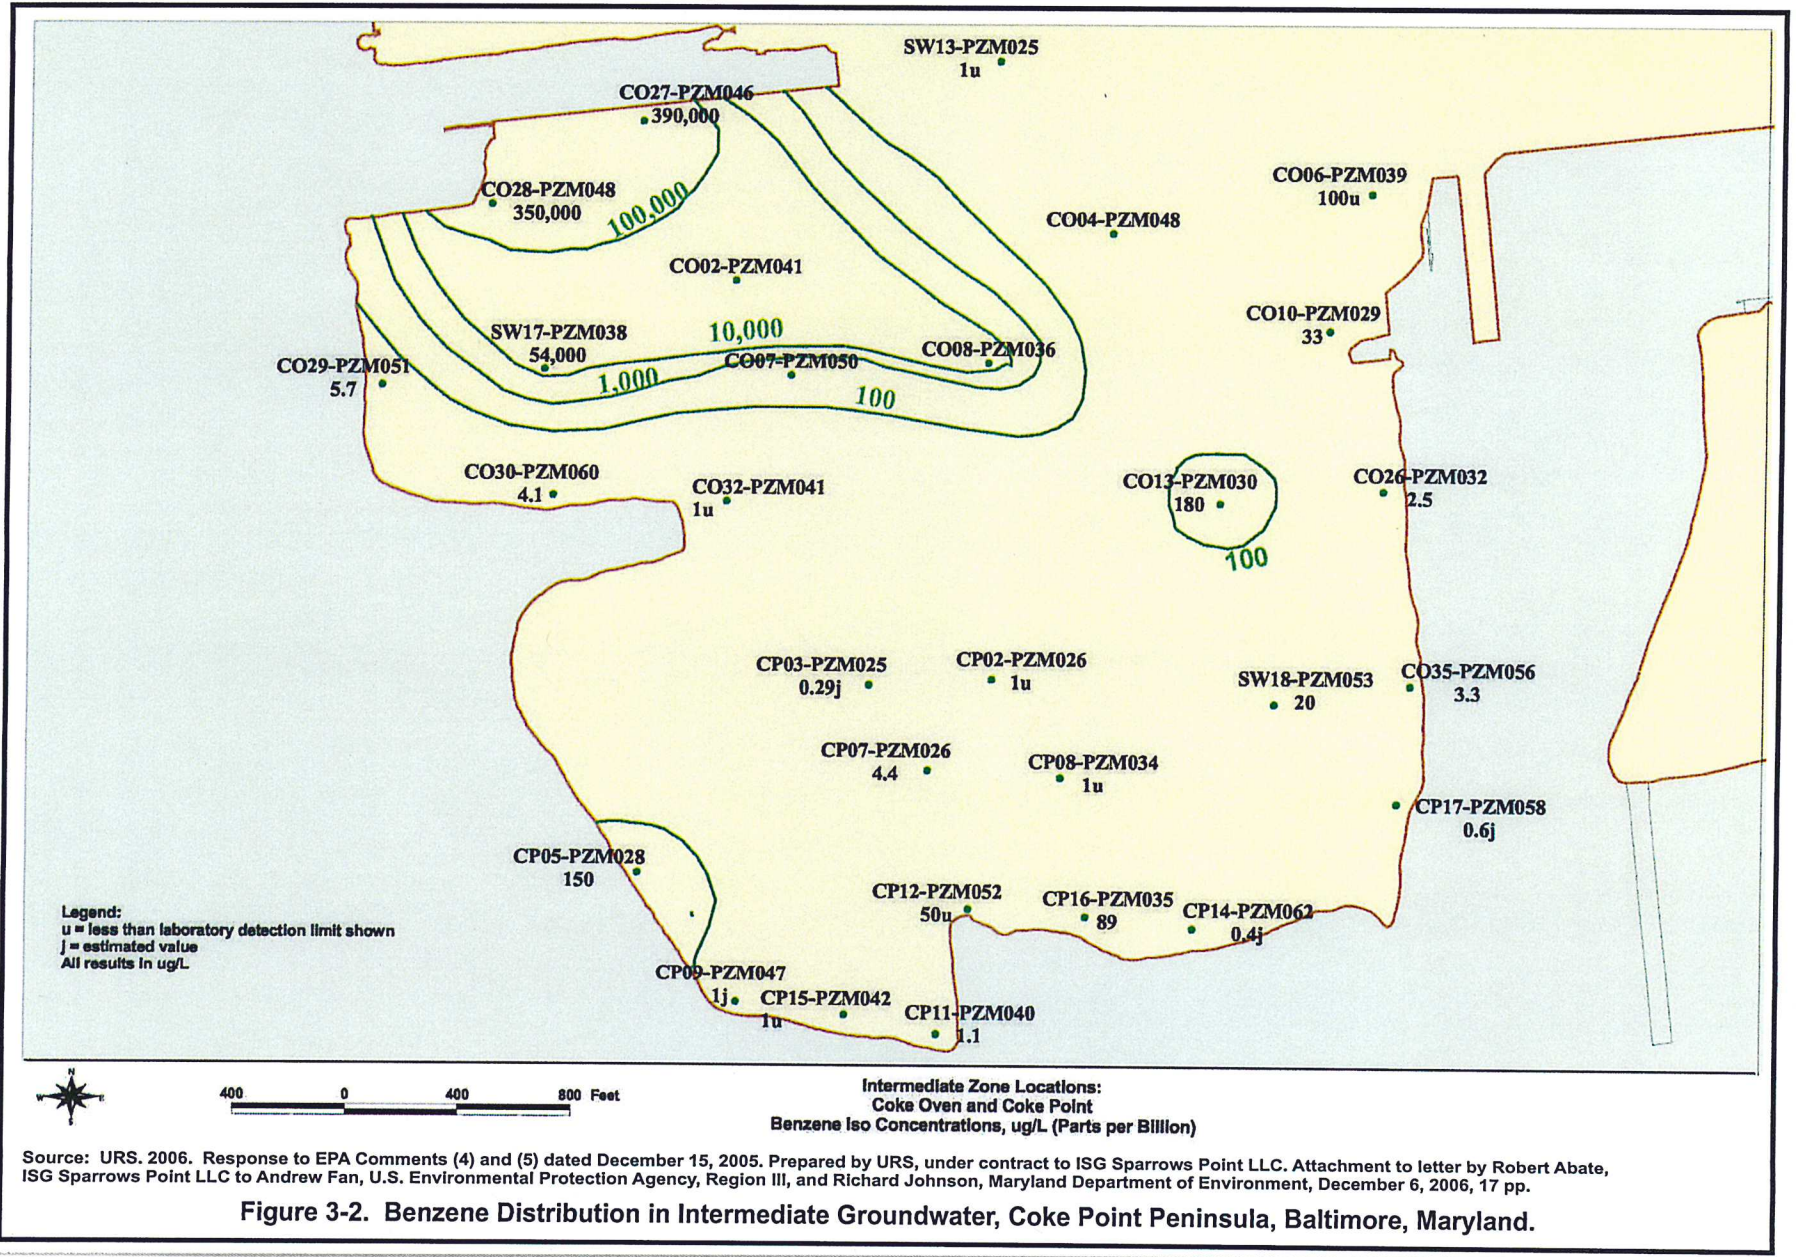 SW13-PZM025
1u
CO27-PZM046
390,000
CO28-PZM048
350,000
100,000
CO06-PZM039
100u
CO04-PZM048
CO02-PZM041
CO10-PZM029
33
SW17-PZM038
54,000
10,000
CO07-PZM050
CO08-PZM036
CO29-PZM051
5.7
1,000
100
CO30-PZM060
4.1
CO32-PZM041
1u
CO13-PZM030
180
100
CO26-PZM032
2.5
CP03-PZM025
0.29j
CP02-PZM026
1u
SW18-PZM053
20
CO35-PZM056
3.3
CP07-PZM026
4.4
CP08-PZM034
1u
CP17-PZM058
0.6j
CP05-PZM028
150
CP12-PZM052
50u
CP16-PZM035
89
CP14-PZM062
0.4j
CP09-PZM047
1j
CP15-PZM042
1u
CP11-PZM040
1.1
Legend:
u = less than laboratory detection limit shown
j = estimated value
All results in ug/L
N
W E
S
400 0 400 800 Feet
Intermediate Zone Locations:
Coke Oven and Coke Point
Benzene Iso Concentrations, ug/L (Parts per Billion)
Source: URS. 2006. Response to EPA Comments (4) and (5) dated December 15, 2005. Prepared by URS, under contract to ISG Sparrows Point LLC. Attachment to letter by Robert Abate,
ISG Sparrows Point LLC to Andrew Fan, U.S. Environmental Protection Agency, Region III, and Richard Johnson, Maryland Department of Environment, December 6, 2006, 17 pp.
Figure 3-2. Benzene Distribution in Intermediate Groundwater, Coke Point Peninsula, Baltimore, Maryland.